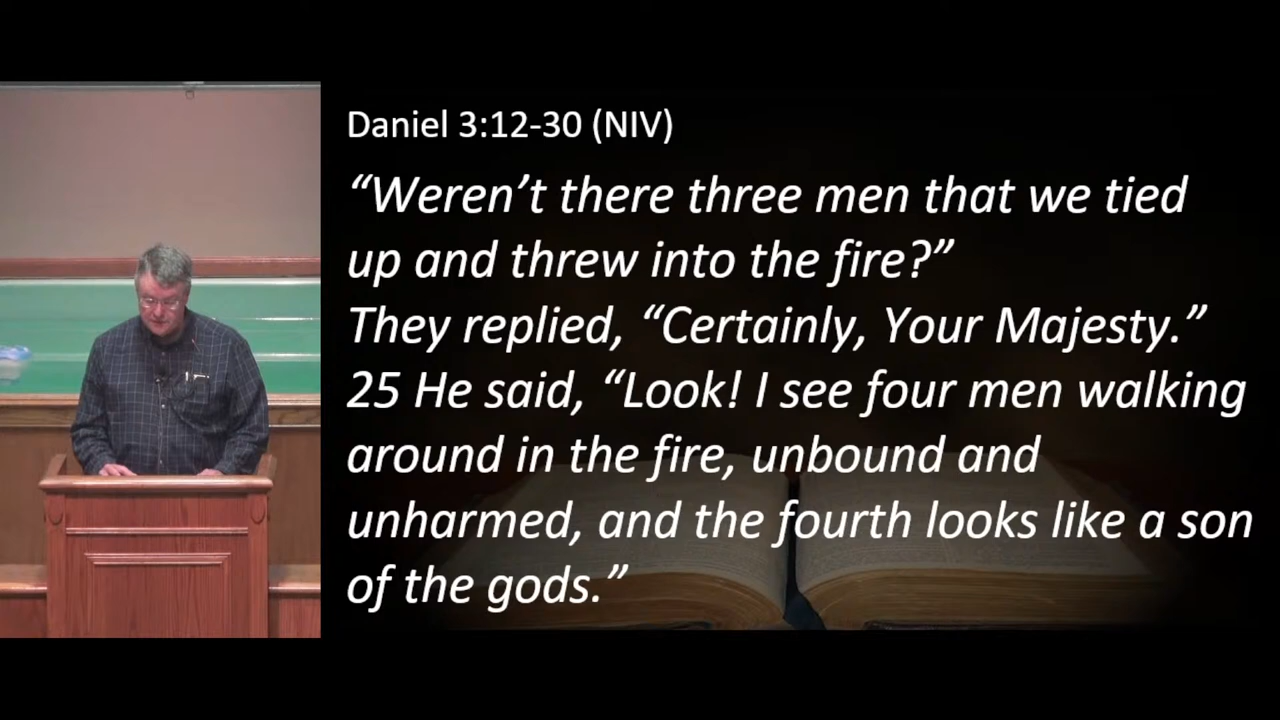 Daniel 3:12-30 (NIV)
“Weren’t there three men that we tied
up and threw into the fire?”
They replied, “Certainly, Your Majesty.”
25 He said, “Look! I see four men walking
around in the fire, unbound and
unharmed, and the fourth looks like a son
of the gods.”